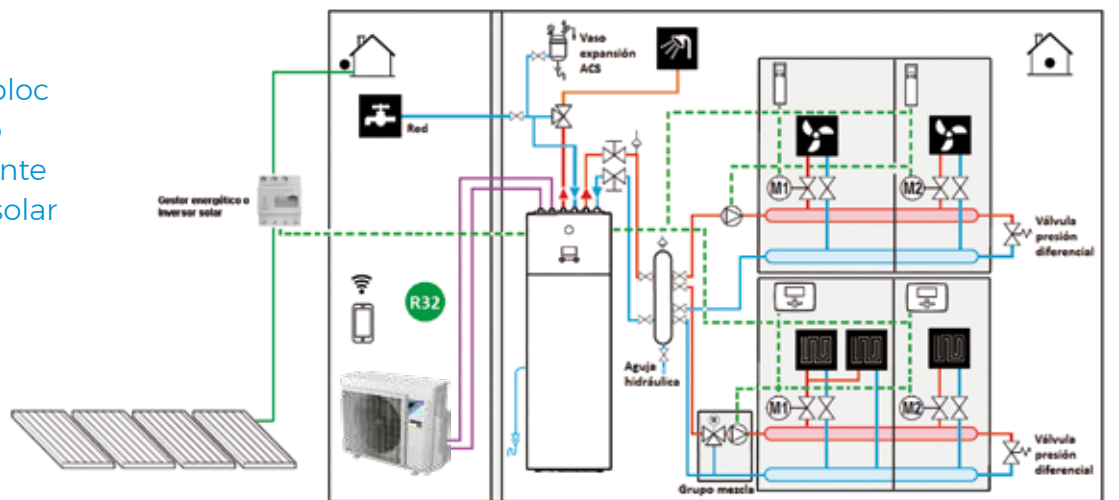 bloc
nte
solar
Gestor energético o
Inversor solar
Red
Vaso
expansión
ACS
R32
Aguja
hidráulica
M1
M2
Válvula
presión
diferencial
M1
M2
Válvula
presión
diferencial
Grupo mezcla